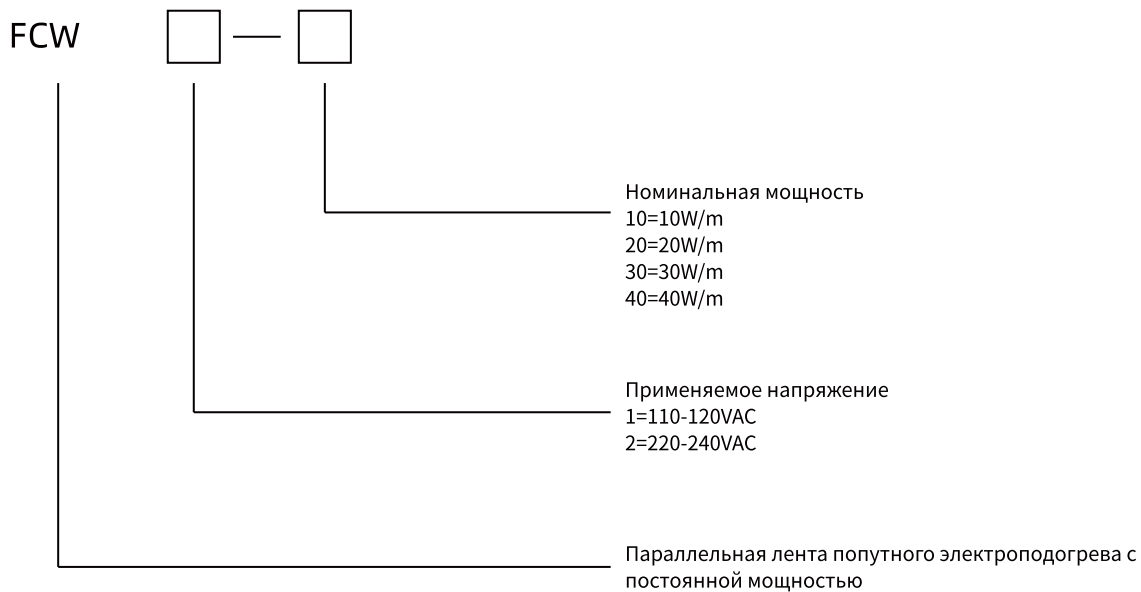 FCW —
Номинальная мощность
10=10W/m
20=20W/m
30=30W/m
40=40W/m
Применяемое напряжение
1=110-120VAC
2=220-240VAC
Параллельная лента попутного электроподогрева с
постоянной мощностью